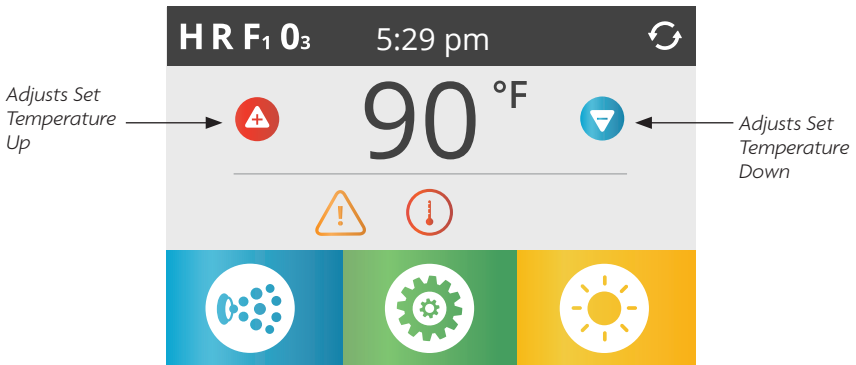 H R F1 03 5:29 pm
90 °F
Adjusts Set
Temperature
Up
Adjusts Set
Temperature
Down